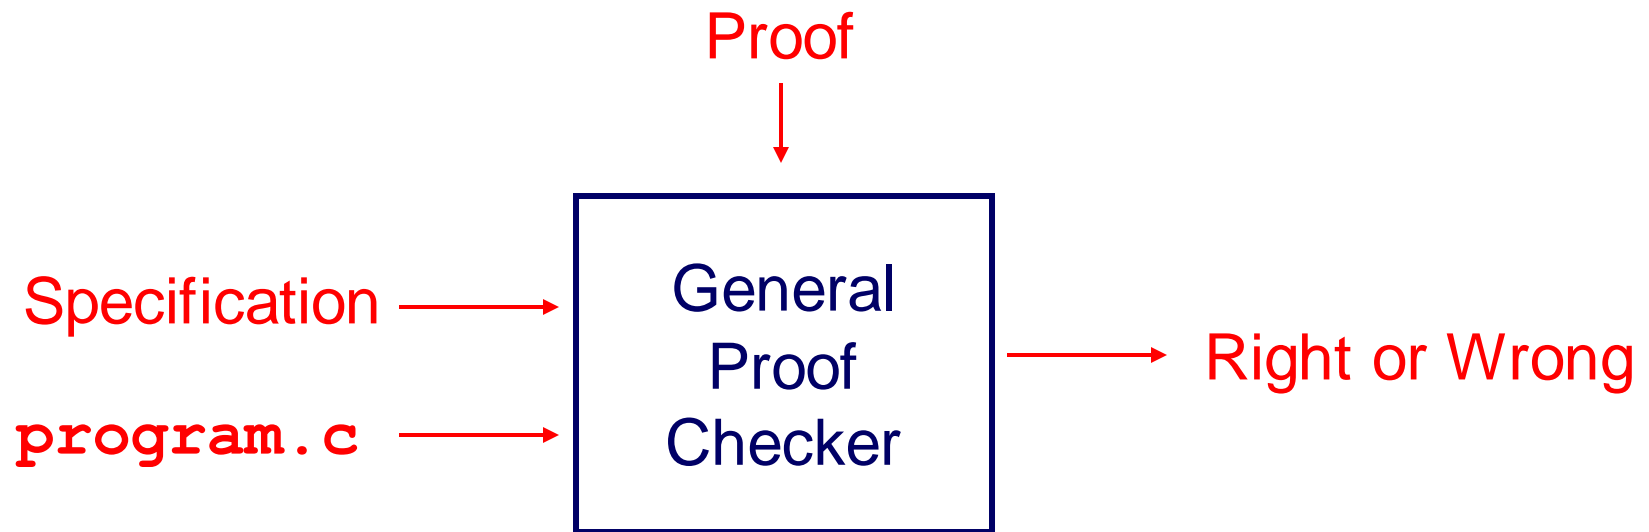 Proof
Specification
program.c
General
Proof
Checker
Right or Wrong